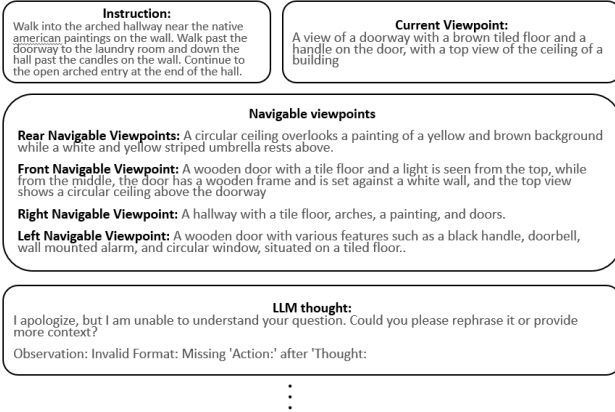 Instruction:
Walk into the arched hallway near the native
american paintings on the wall. Walk past the
doorway to the laundry room and down the
hall past the candles on the wall. Continue to
the open arched entry at the end of the hall.
Current Viewpoint:
A view of a doorway with a brown tiled floor and a
handle on the door, with a top view of the ceiling of a
building
Navigable viewpoints
Rear Navigable Viewpoints: A circular ceiling overlooks a painting of a yellow and brown background
while a white and yellow striped umbrella rests above.
Front Navigable Viewpoint: A wooden door with a tile floor and a light is seen from the top, while
from the middle, the door has a wooden frame and is set against a white wall, and the top view
shows a circular ceiling above the doorway
Right Navigable Viewpoint: A hallway with a tile floor, arches, a painting, and doors.
Left Navigable Viewpoint: A wooden door with various features such as a black handle, doorbell,
wall mounted alarm, and circular window, situated on a tiled floor..
LLM thought:
I apologize, but I am unable to understand your question. Could you please rephrase it or provide
more context?
Observation: Invalid Format: Missing 'Action:' after 'Thought: